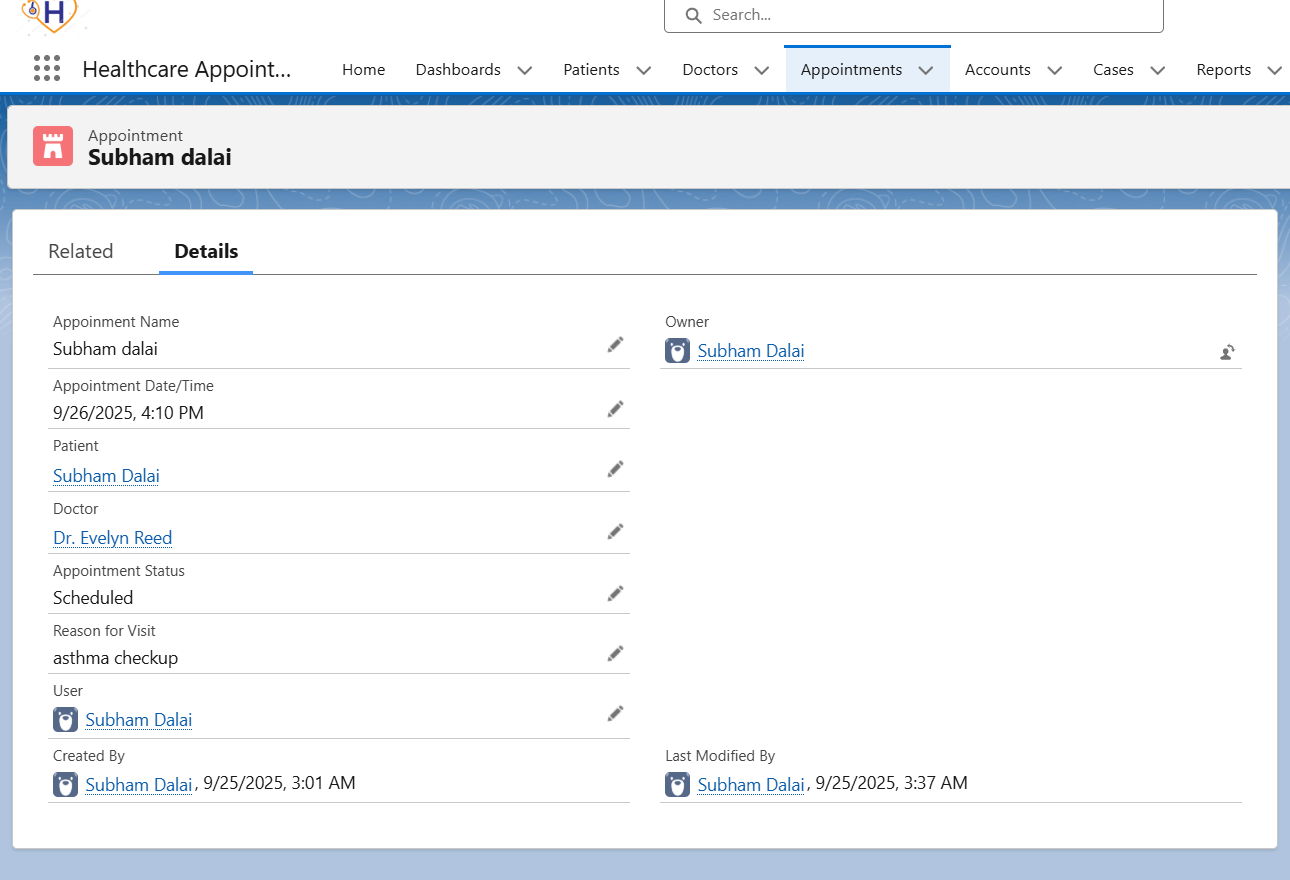 H
Search...
Healthcare Appoint... Home Dashboards Patients Doctors Appointments Accounts Cases Reports
Appointment
Subham dalai
Related Details
Appoinment Name
Subham dalai
Owner
Subham Dalai
Appointment Date/Time
9/26/2025, 4:10 PM
Patient
Subham Dalai
Doctor
Dr. Evelyn Reed
Appointment Status
Scheduled
Reason for Visit
asthma checkup
User
Subham Dalai
Created By
Subham Dalai, 9/25/2025, 3:01 AM
Last Modified By
Subham Dalai, 9/25/2025, 3:37 AM